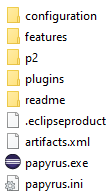 configuration
features
p2
plugins
readme
.eclipseproduct
artifacts.xml
papyrus.exe
papyrus.ini